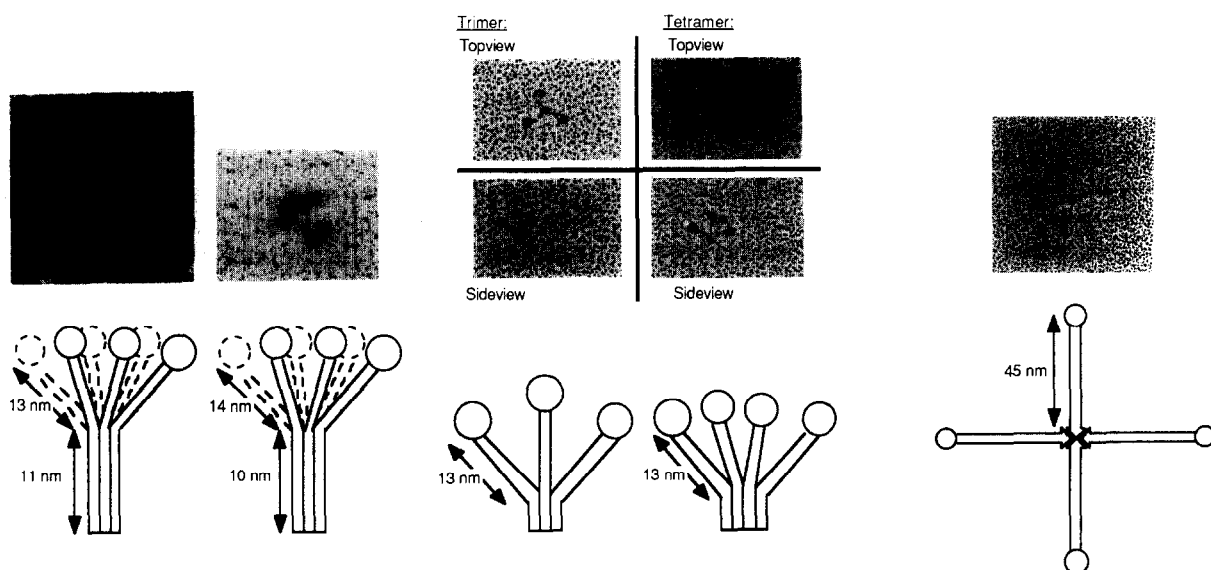 Trimer:
Topview
Tetramer:
Topview
Sideview
Sideview
13 nm
11 nm
14 nm
10 nm
13 nm
13 nm
45 nm